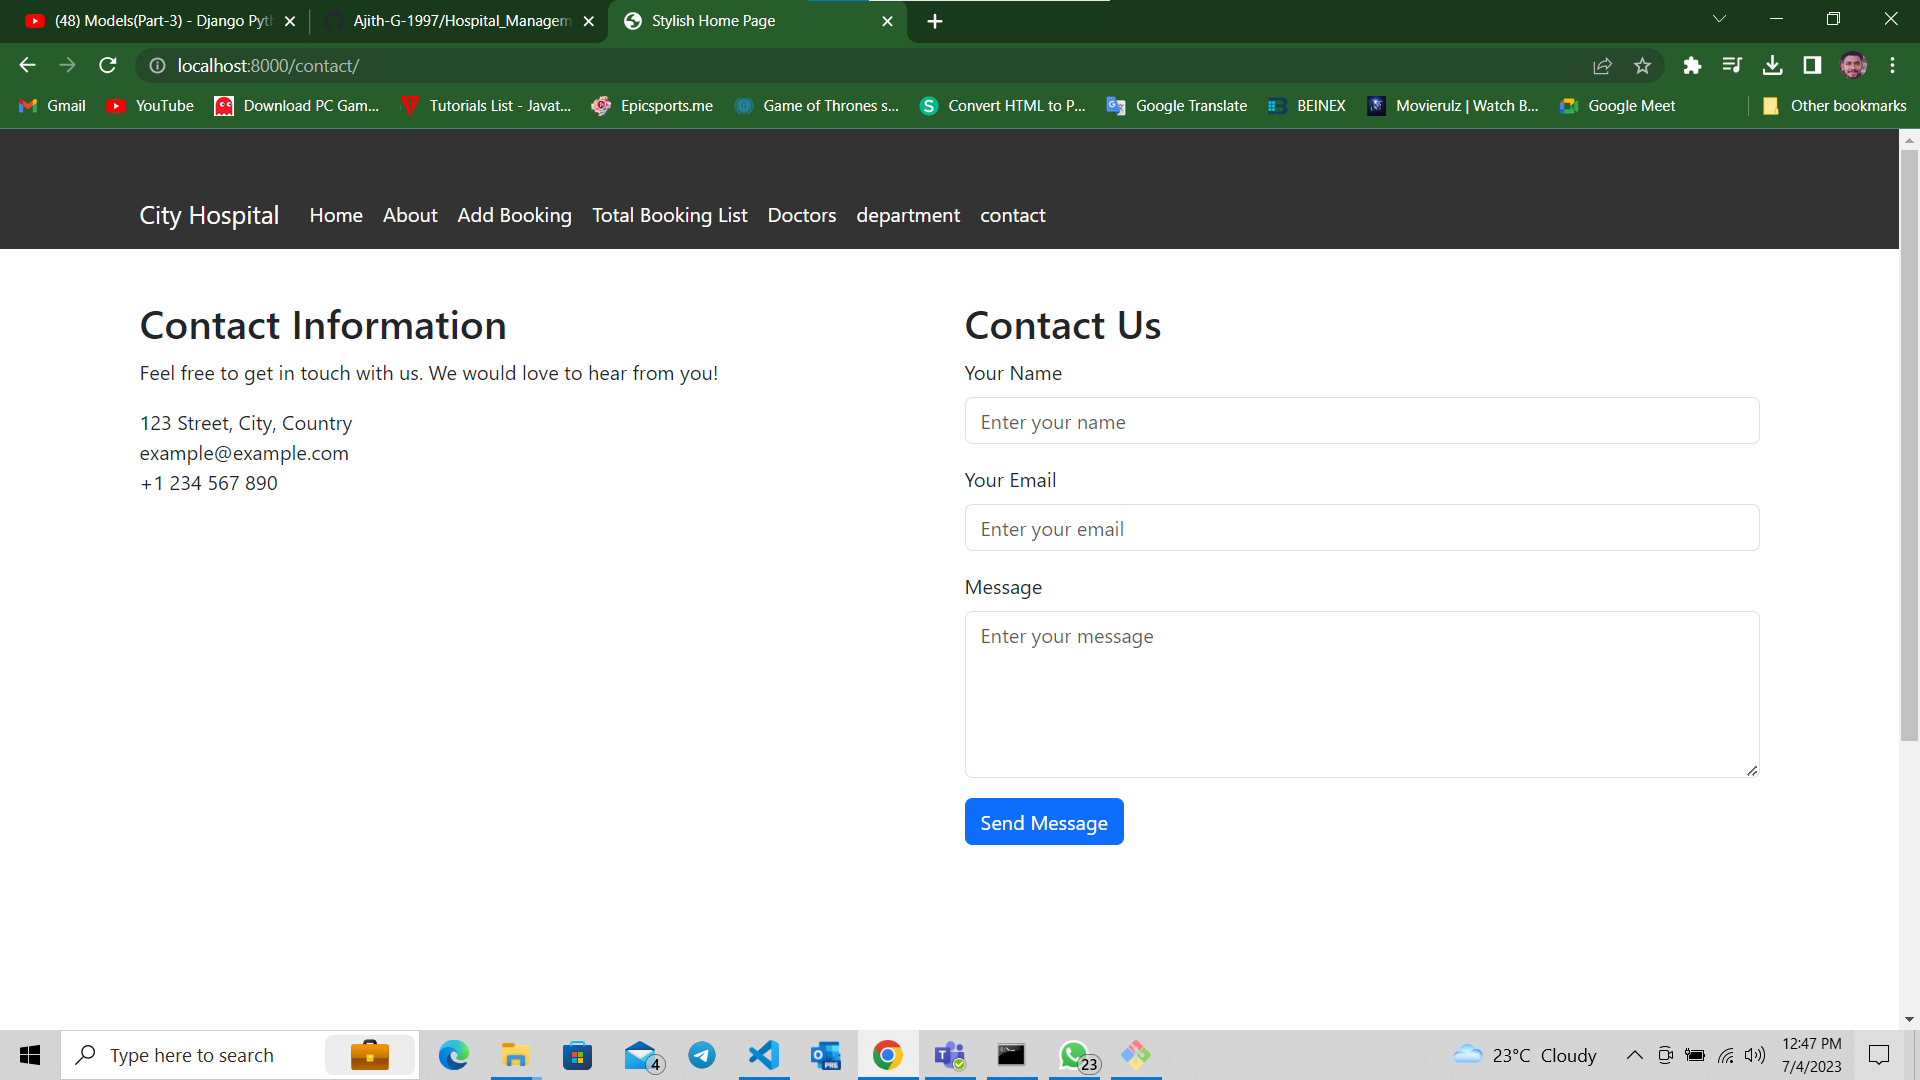 (48) Models(Part-3) - Django Pyt
Ajith-G-1997/Hospital_Managem
Stylish Home Page
localhost:8000/contact/
Gmail
YouTube
Download PC Gam...
Tutorials List - Javat...
Epicsports.me
Game of Thrones s...
Convert HTML to P...
Google Translate
BEINEX
Movierulz | Watch B...
Google Meet
Other bookmarks
City Hospital
Home
About
Add Booking
Total Booking List
Doctors
department
contact
Contact Information
Feel free to get in touch with us. We would love to hear from you!
123 Street, City, Country
example@example.com
+1 234 567 890
Contact Us
Your Name
Enter your name
Your Email
Enter your email
Message
Enter your message
Send Message
Type here to search
4
PRE
23
23°C Cloudy
12:47 PM
7/4/2023